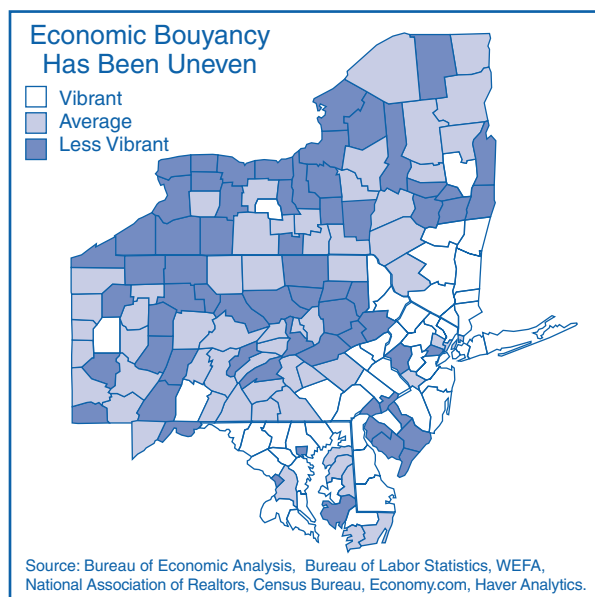 Economic Bouyancy
Has Been Uneven
Vibrant
Average
Less Vibrant
Source: Bureau of Economic Analysis, Bureau of Labor Statistics, WEFA,
National Association of Realtors, Census Bureau, Economy.com, Haver Analytics.